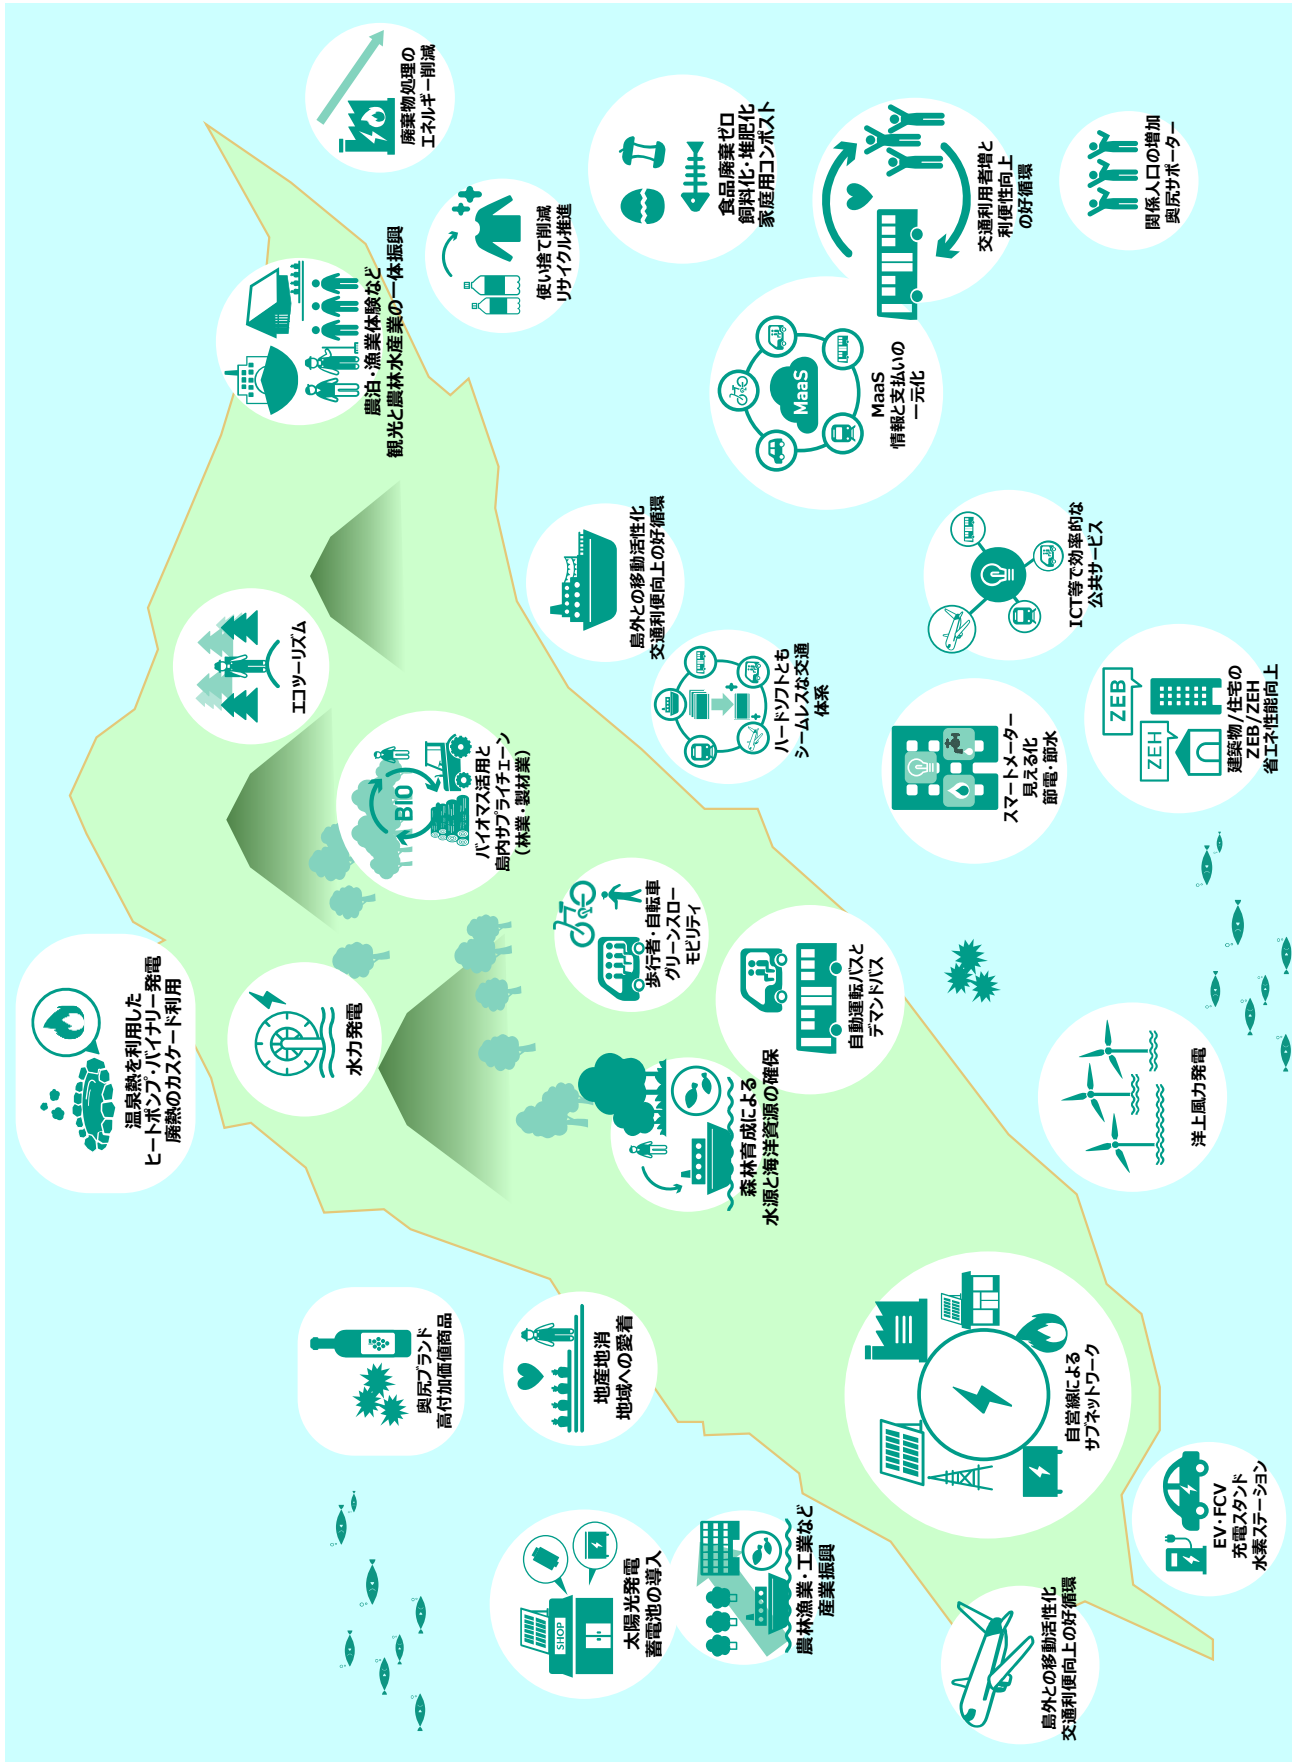 温泉熱を利用した
ヒートポンプ・バイナリー発電
廃熱のカスケード利用
エコツーリズム
水力発電
農泊・漁業体験など
観光と農林水産業の一体振興
廃棄物処理の
エネルギー削減
奥尻ブランド
高付加価値商品
BIO
バイオマス活用と
島内サプライチェーン
（林業・製材業）
使い捨て削減
リサイクル推進
地産地消
地域への愛着
SHOP
太陽光発電
蓄電池の導入
島外との移動活性化
交通利便向上の好循環
歩行者・自転車
グリーンスロー
モビリティ
食品廃棄ゼロ
飼料化・堆肥化
家庭用コンポスト
森林育成による
水源と海洋資源の確保
ハードソフトとも
シームレスな交通
体系
農林漁業・工業など
産業振興
自動運転バスと
デマンドバス
MaaS
MaaS
情報と支払いの
一元化
交通利用者増と
利便性向上
の好循環
スマートメーター
見える化
節電・節水
島外との移動活性化
交通利便向上の好循環
自営線による
サブネットワーク
ICT等で効率的な
公共サービス
関係人口の増加
奥尻サポーター
洋上風力発電
EV・FCV
充電スタンド
水素ステーション
ZEH
ZEB
建築物/住宅の
ZEB/ZEH
省エネ性能向上